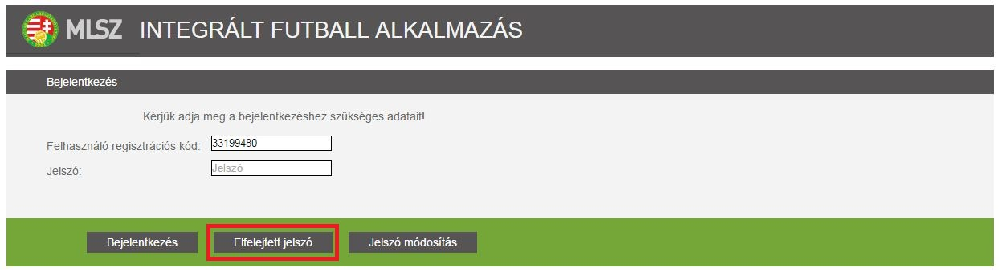 MLSZ INTEGRÁLT FUTBALL ALKALMAZÁS
Bejelentkezés
Kérjük adja meg a bejelentkezéshez szükséges adatait!
Felhasználó regisztrációs kód: 33199480
Jelszó: Jelszó
Bejelentkezés Elfelejtett jelszó Jelszó módosítás